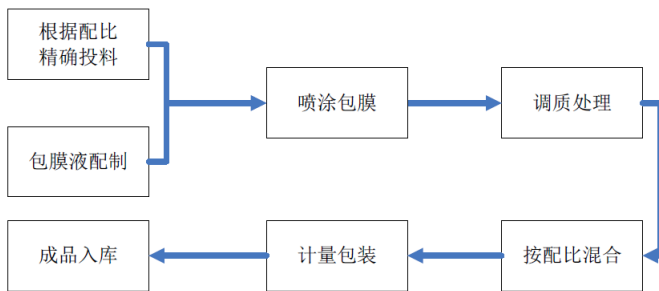 根据配比
精确投料
喷涂包膜
调质处理
包膜液配制
成品入库
计量包装
按配比混合